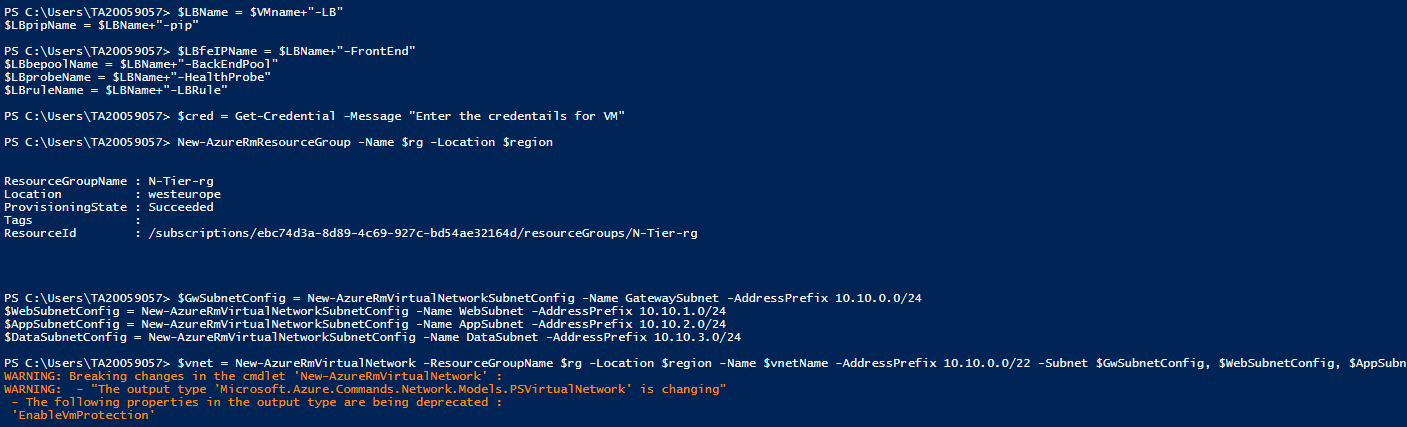 PS C:\Users\TA20059057> $LBName = $VMname+"-LB"
$LBpipName = $LBName+"-pip"
PS C:\Users\TA20059057> $LBfeIPName = $LBName+"-FrontEnd"
$LBbepoolName = $LBName+"-BackEndPool"
$LBprobeName = $LBName+"-HealthProbe"
$LBruleName = $LBName+"-LBRule"
PS C:\Users\TA20059057> $cred = Get-Credential -Message "Enter the credentails for VM"
PS C:\Users\TA20059057> New-AzureRmResourceGroup -Name $rg -Location $region
ResourceGroupName : N-Tier-rg
Location          : westeurope
ProvisioningState : Succeeded
Tags              :
ResourceId        : /subscriptions/ebc74d3a-8d89-4c69-927c-bd54ae32164d/resourceGroups/N-Tier-rg
PS C:\Users\TA20059057> $GwSubnetConfig = New-AzureRmVirtualNetworkSubnetConfig -Name GatewaySubnet -AddressPrefix 10.10.0.0/24
$WebSubnetConfig = New-AzureRmVirtualNetworkSubnetConfig -Name WebSubnet -AddressPrefix 10.10.1.0/24
$AppSubnetConfig = New-AzureRmVirtualNetworkSubnetConfig -Name AppSubnet -AddressPrefix 10.10.2.0/24
$DataSubnetConfig = New-AzureRmVirtualNetworkSubnetConfig -Name DataSubnet -AddressPrefix 10.10.3.0/24
PS C:\Users\TA20059057> $vnet = New-AzureRmVirtualNetwork -ResourceGroupName $rg -Location $region -Name $vnetName -AddressPrefix 10.10.0.0/22 -Subnet $GwSubnetConfig, $WebSubnetConfig, $AppSubn
WARNING: Breaking changes in the cmdlet 'New-AzureRmVirtualNetwork' :
WARNING:  - "The output type 'Microsoft.Azure.Commands.Network.Models.PSVirtualNetwork' is changing"
 - The following properties in the output type are being deprecated :
 'EnableVmProtection'